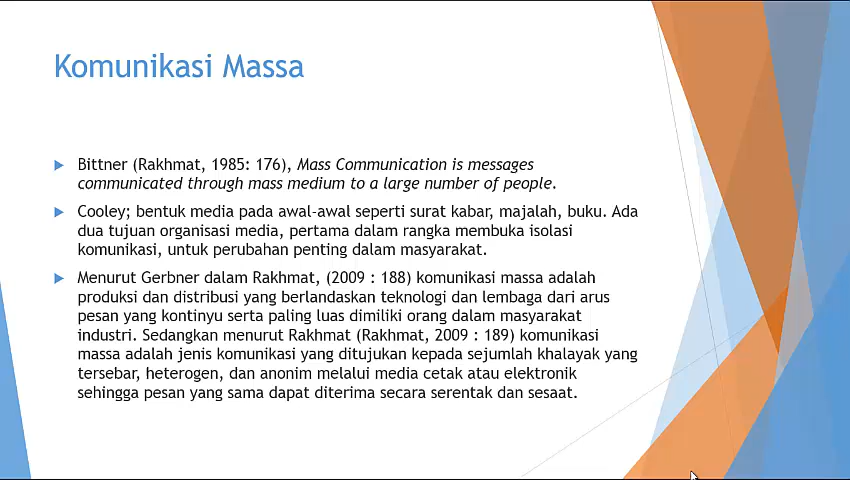 Komunikasi Massa
Bittner (Rakhmat, 1985: 176), Mass Communication is messages
communicated through mass medium to a large number of people.
Cooley; bentuk media pada awal-awal seperti surat kabar, majalah, buku. Ada
dua tujuan organisasi media, pertama dalam rangka membuka isolasi
komunikasi, untuk perubahan penting dalam masyarakat.
Menurut Gerbner dalam Rakhmat, (2009 : 188) komunikasi massa adalah
produksi dan distribusi yang berlandaskan teknologi dan lembaga dari arus
pesan yang kontinyu serta paling luas dimiliki orang dalam masyarakat
industri. Sedangkan menurut Rakhmat (Rakhmat, 2009 : 189) komunikasi
massa adalah jenis komunikasi yang ditujukan kepada sejumlah khalayak yang
tersebar, heterogen, dan anonim melalui media cetak atau elektronik
sehingga pesan yang sama dapat diterima secara serentak dan sesaat.